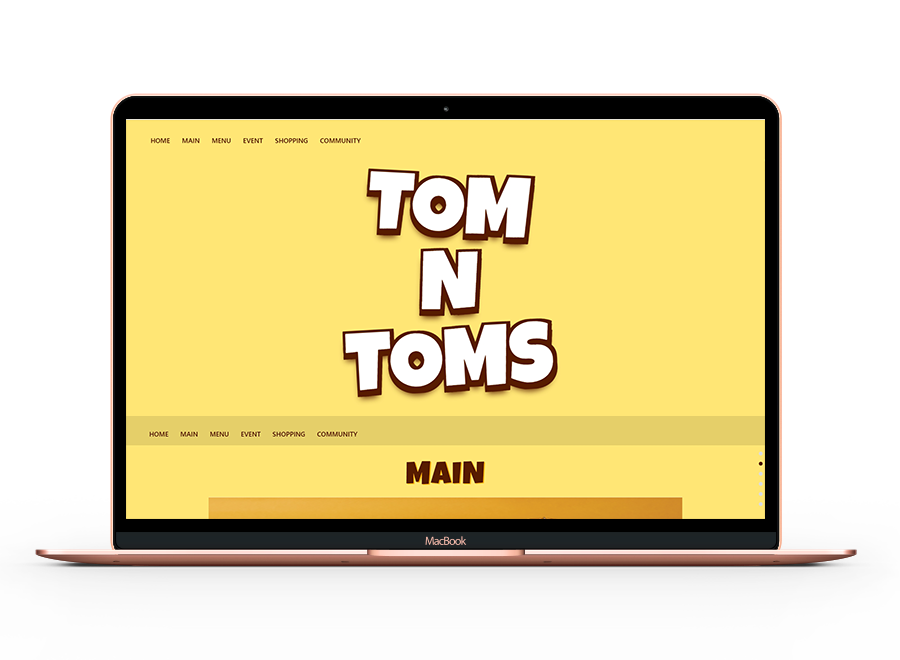 HOME MAIN MENU EVENT SHOPPING COMMUNITY
TOM
N
TOMS
HOME MAIN MENU EVENT SHOPPING COMMUNITY
MAIN
MacBook